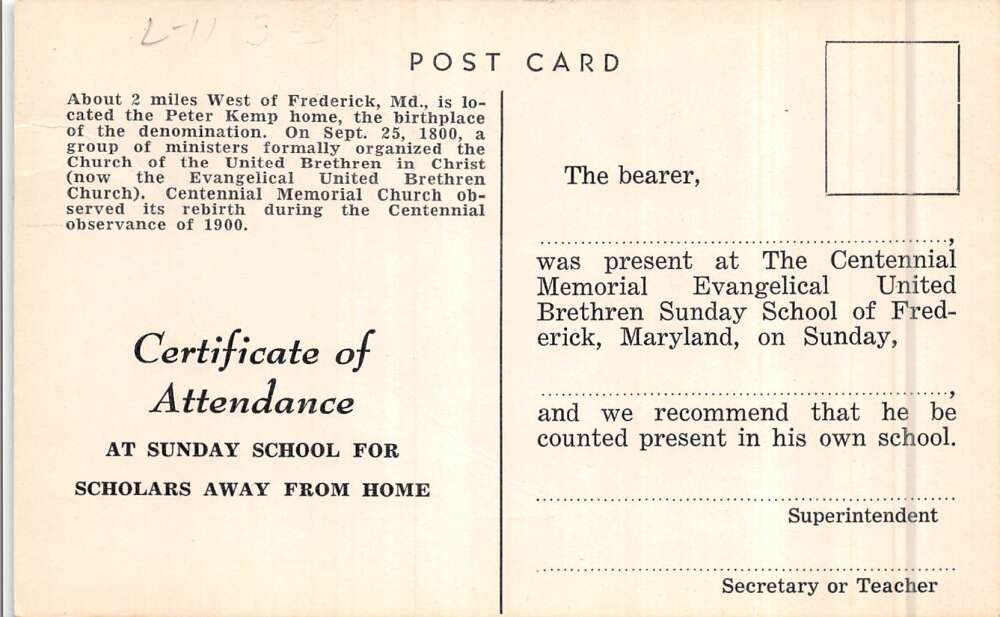 L-11
POST CARD
About 2 miles West of Frederick, Md., is lo-
cated the Peter Kemp home, the birthplace
of the denomination. On Sept. 25, 1800, a
group of ministers formally organized the
Church of the United Brethren in Christ
(now the Evangelical United Brethren
Church). Centennial Memorial Church ob-
served its rebirth during the Centennial
observance of 1900.
Certificate of
Attendance
AT SUNDAY SCHOOL FOR
SCHOLARS AWAY FROM HOME
The bearer,
..............................................................,
was present at The Centennial
Memorial Evangelical United
Brethren Sunday School of Fred-
erick, Maryland, on Sunday,
..............................................................,
and we recommend that he be
counted present in his own school.
..............................................................
Superintendent
..............................................................
Secretary or Teacher